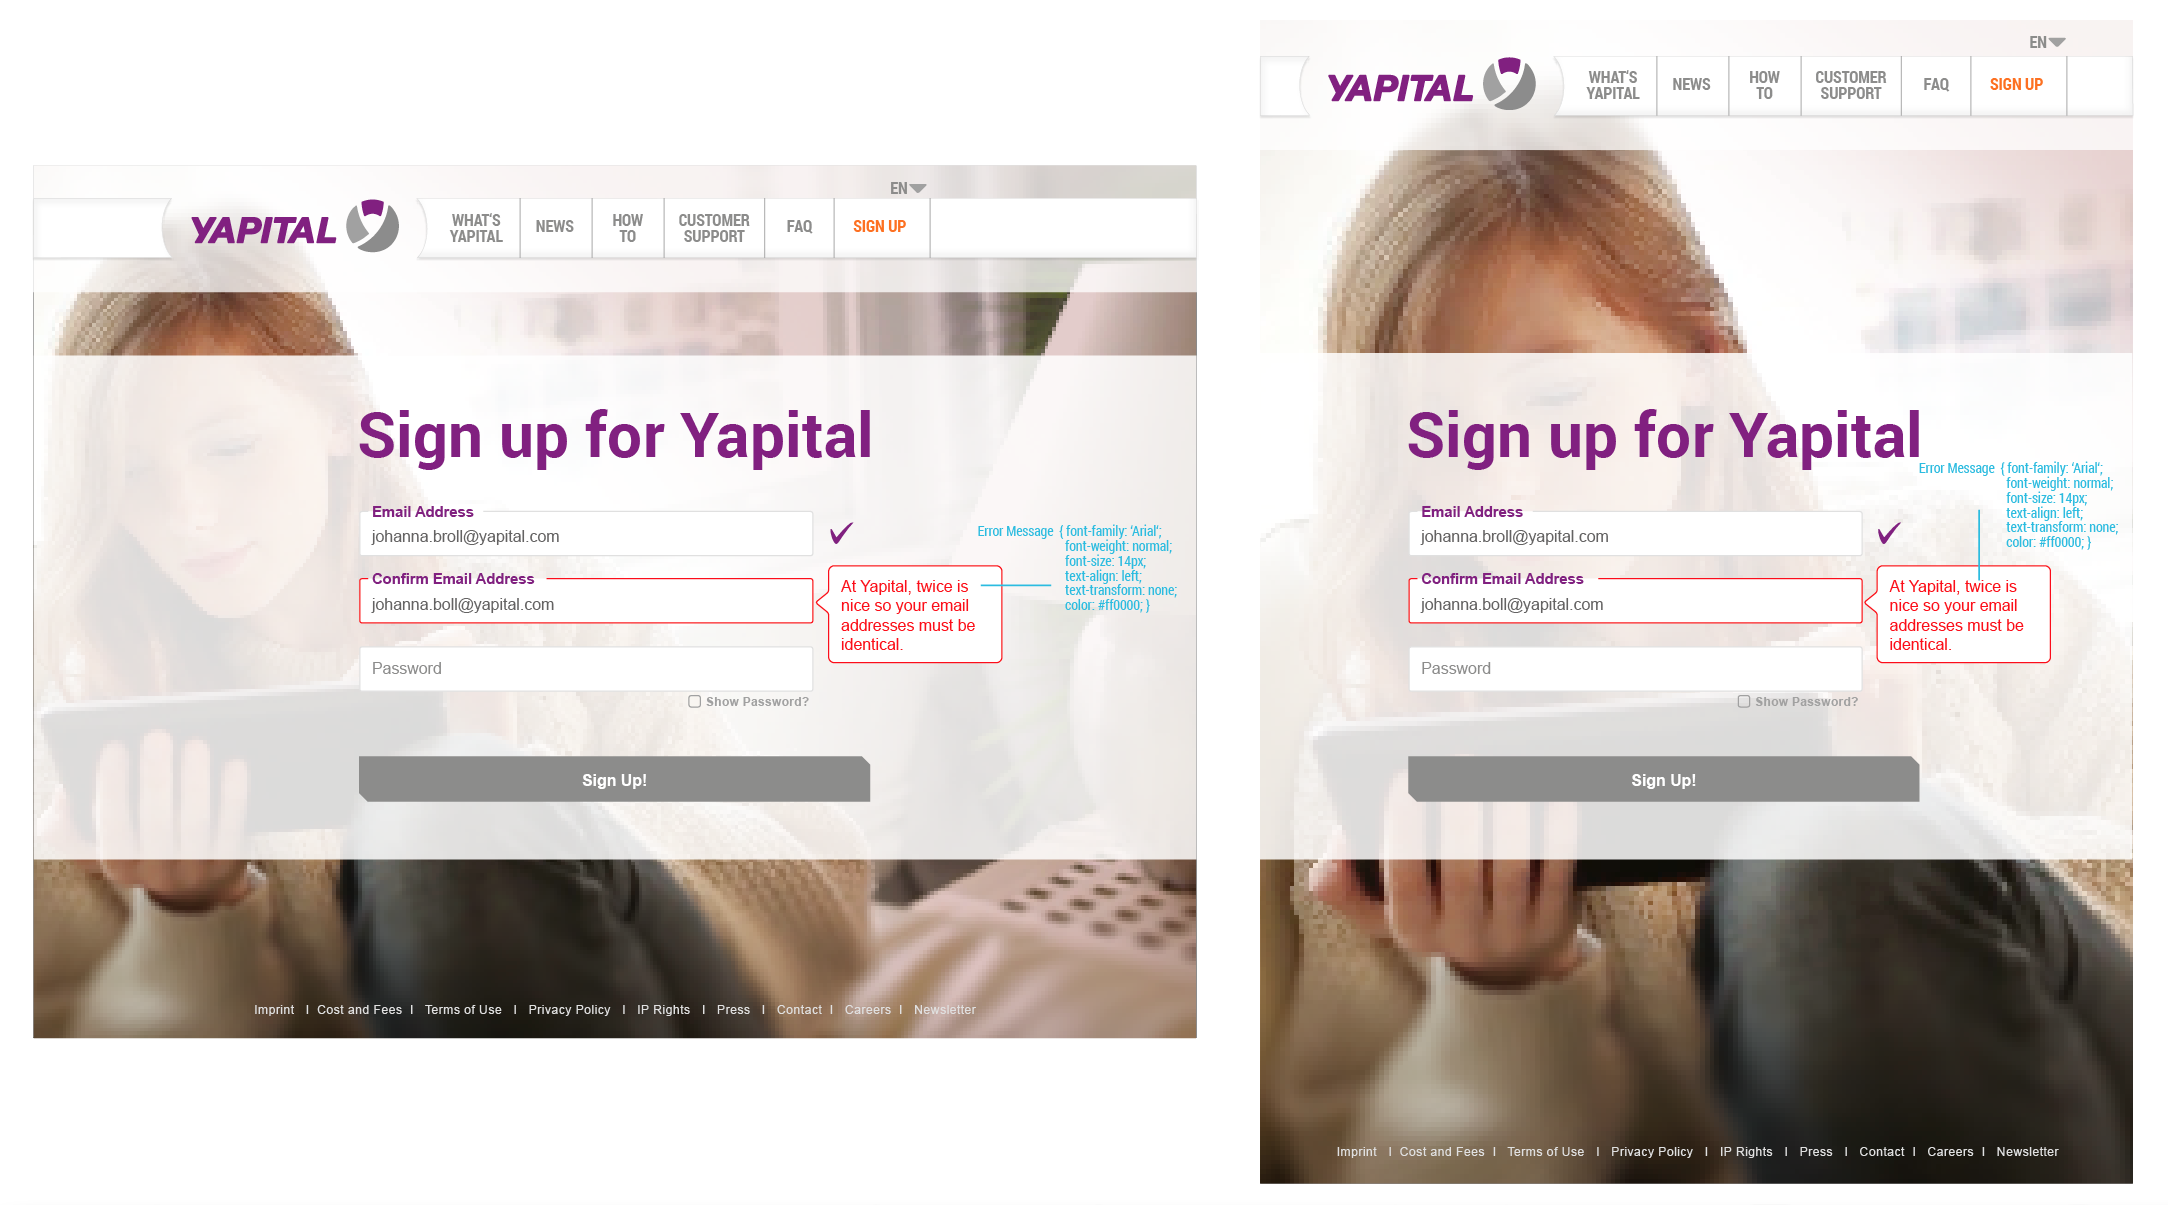 EN
YAPITAL
WHAT'S YAPITAL
NEWS
HOW TO
CUSTOMER SUPPORT
FAQ
SIGN UP
Sign up for Yapital
Email Address
johanna.broll@yapital.com
Confirm Email Address
johanna.boll@yapital.com
At Yapital, twice is
nice so your email
addresses must be
identical.
Error Message { font-family: 'Arial';
font-weight: normal;
font-size: 14px;
text-align: left;
text-transform: none;
color: #ff0000; }
Password
Show Password?
Sign Up!
Imprint I Cost and Fees I Terms of Use I Privacy Policy I IP Rights I Press I Contact I Careers I Newsletter
EN
YAPITAL
WHAT'S YAPITAL
NEWS
HOW TO
CUSTOMER SUPPORT
FAQ
SIGN UP
Sign up for Yapital
Error Message { font-family: 'Arial';
font-weight: normal;
font-size: 14px;
text-align: left;
text-transform: none;
color: #ff0000; }
Email Address
johanna.broll@yapital.com
Confirm Email Address
johanna.boll@yapital.com
At Yapital, twice is
nice so your email
addresses must be
identical.
Password
Show Password?
Sign Up!
Imprint I Cost and Fees I Terms of Use I Privacy Policy I IP Rights I Press I Contact I Careers I Newsletter